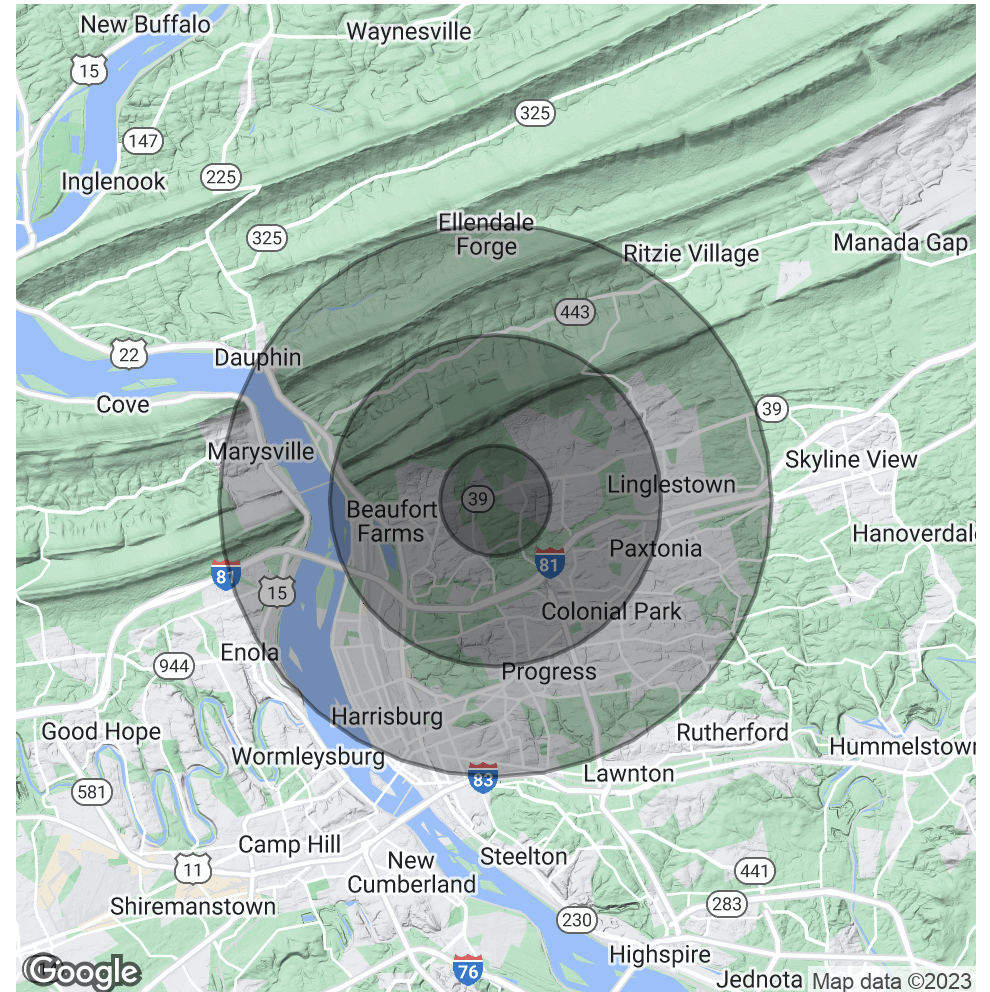 New Buffalo
Waynesville
15
325
147
Inglenook
225
Ellendale
Forge
325
Ritzie Village
Manada Gap
443
22
Dauphin
Cove
39
Marysville
Skyline View
Linglestown
39
Beaufort
Farms
Hanoverdale
Paxtonia
81
81
15
Colonial Park
Enola
944
Progress
Harrisburg
Good Hope
Rutherford
Hummelstown
Wormleysburg
83
Lawnton
581
Camp Hill
New
Cumberland
Steelton
11
441
283
Shiremanstown
230
Highspire
76
Google
Jednota
Map data ©2023